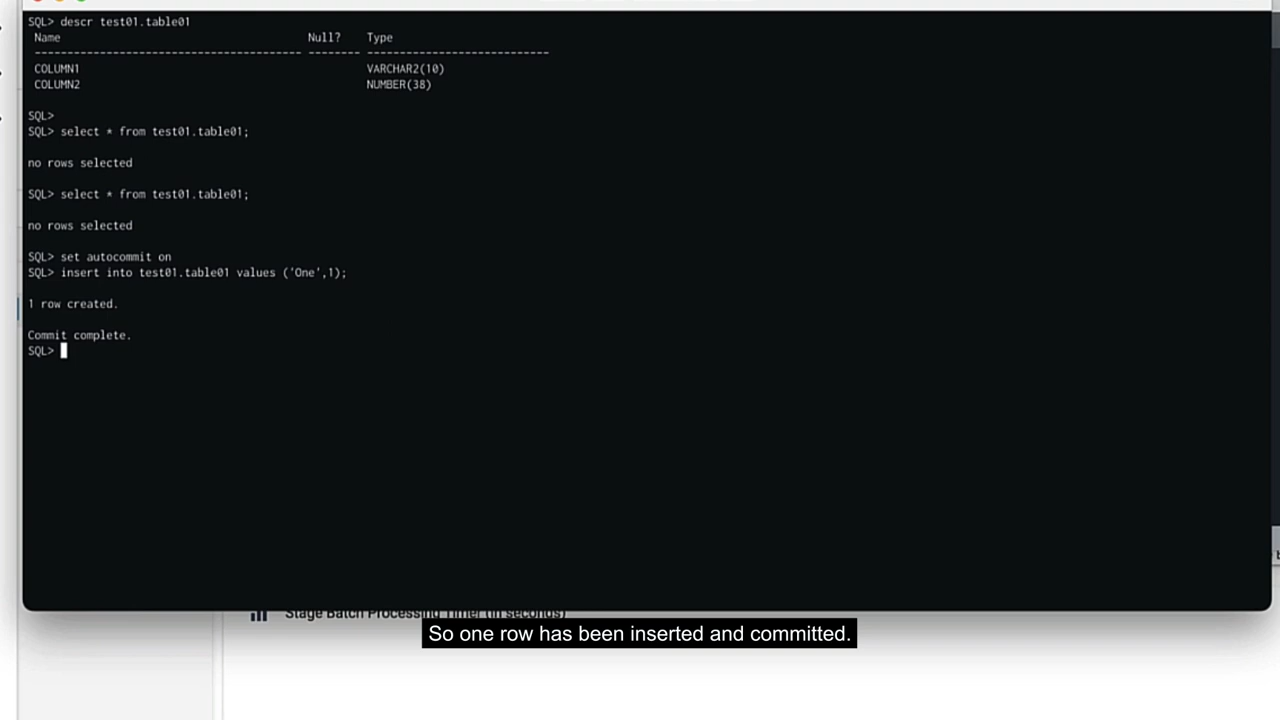 SQL> descr test01.table01
Name Null? Type
----------------------------------------- -------- ----------------------------
COLUMN1 VARCHAR2(10)
COLUMN2 NUMBER(38)
SQL>
SQL> select * from test01.table01;
no rows selected
SQL> select * from test01.table01;
no rows selected
SQL> set autocommit on
SQL> insert into test01.table01 values ('One',1);
1 row created.
Commit complete.
SQL>
Stage Batch Processing Timer (in seconds)
So one row has been inserted and committed.